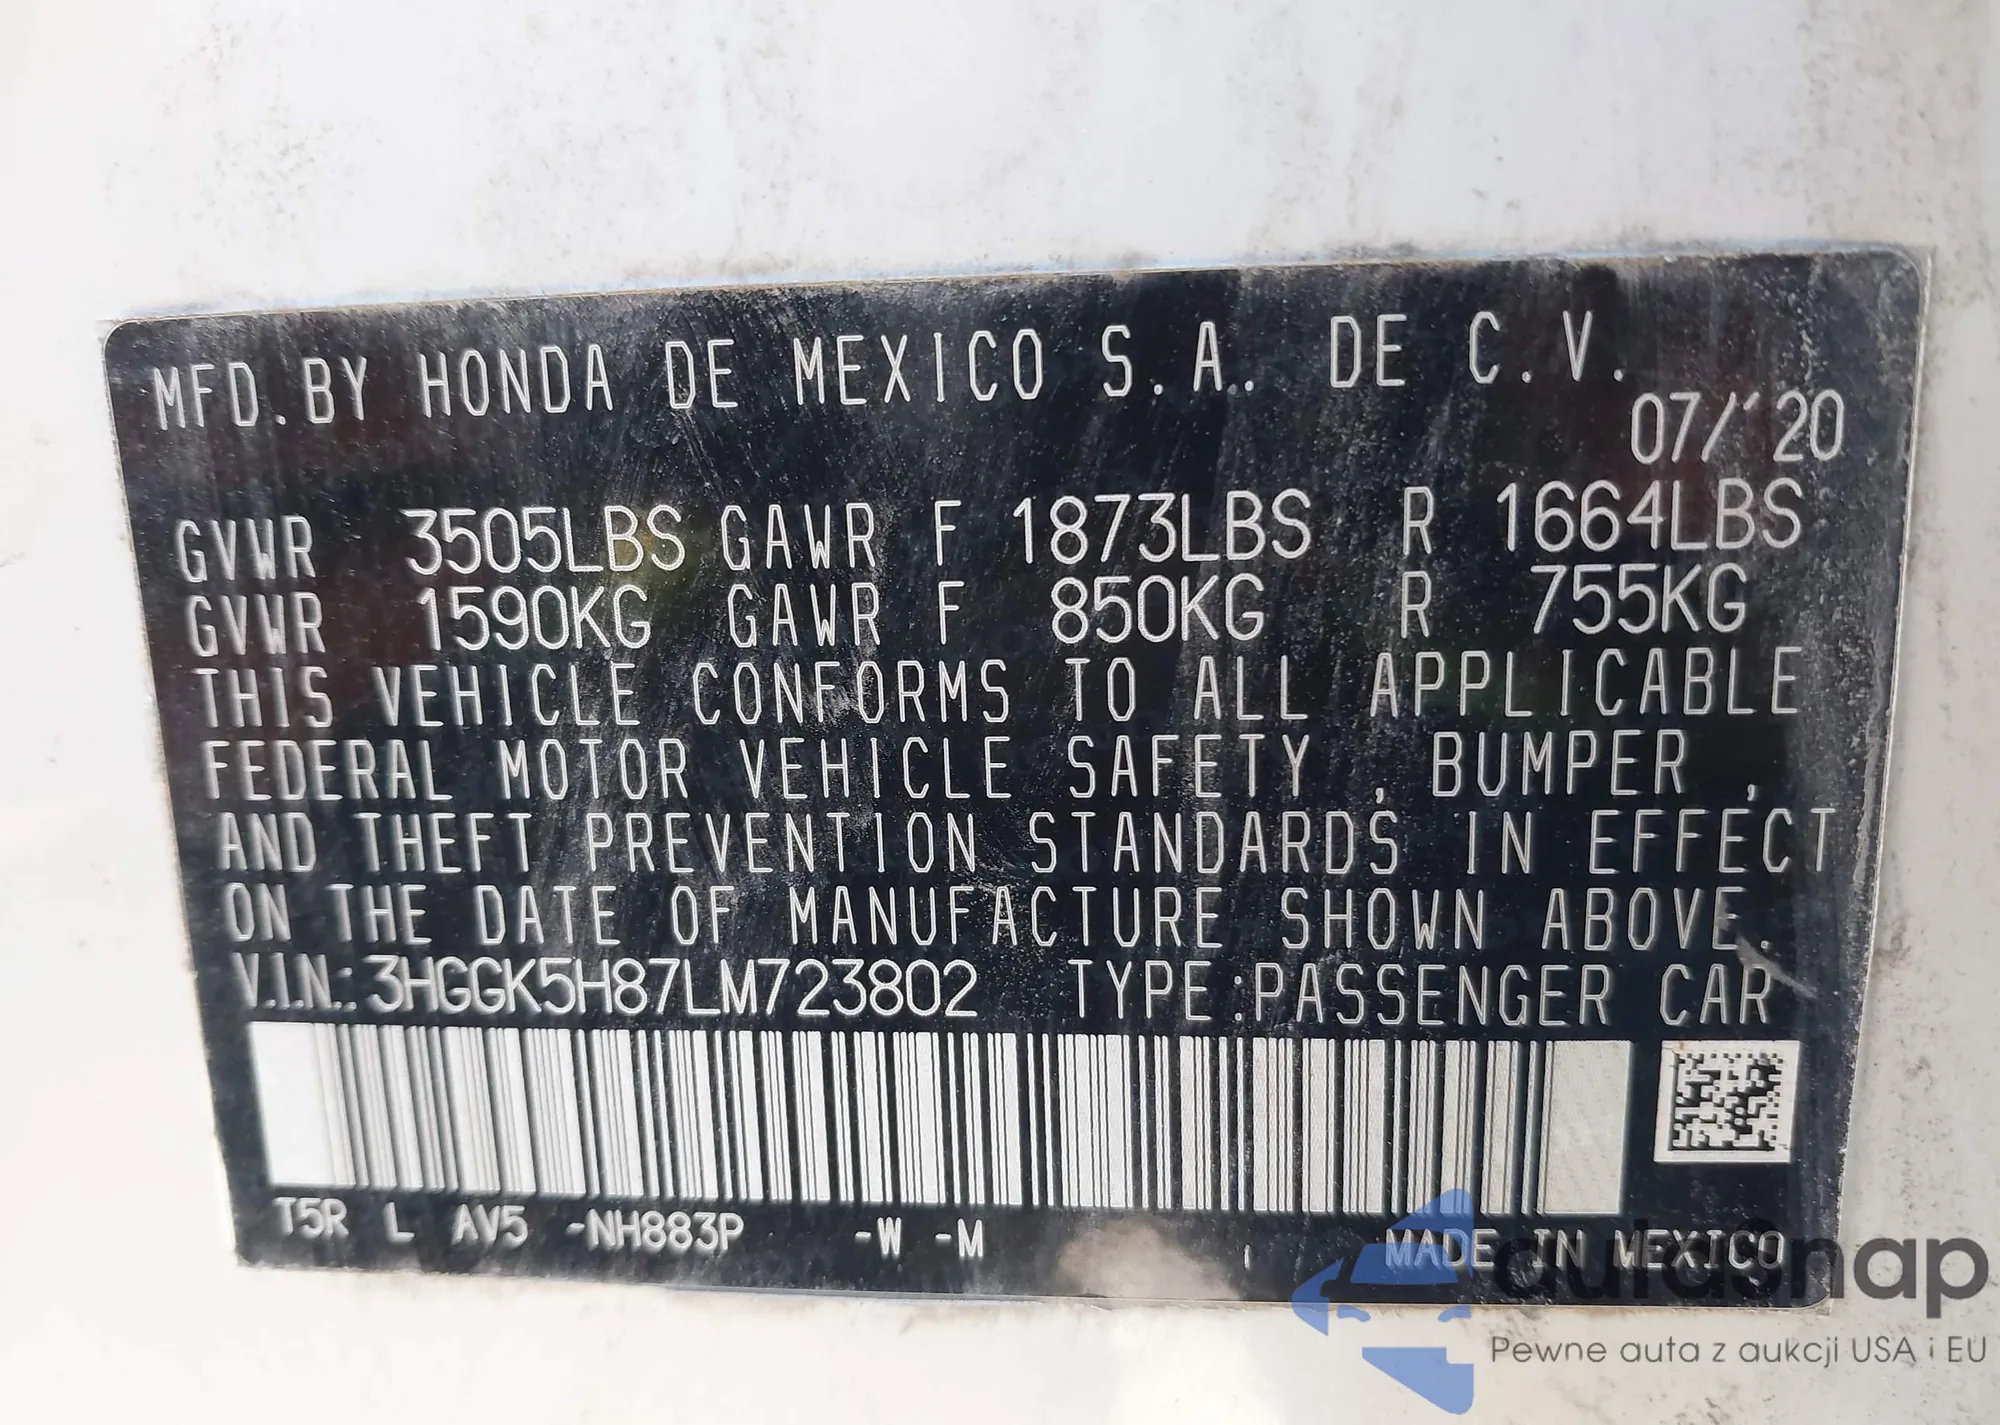 MFD. BY HONDA DE MEXICO S.A. DE C.V.
07/'20
GVWR 3505LBS GAWR F 1873LBS R 1664LBS
GVWR 1590KG GAWR F 850KG R 755KG
THIS VEHICLE CONFORMS TO ALL APPLICABLE
FEDERAL MOTOR VEHICLE SAFETY, BUMPER,
AND THEFT PREVENTION STANDARDS IN EFFECT
ON THE DATE OF MANUFACTURE SHOWN ABOVE.
V.I.N.: 3HGGK5H87LM723802 TYPE:PASSENGER CAR
T5R L AV5 -NH883P -W -M MADE IN MEXICO
autasnap
Pewne auta z aukcji USA i EU